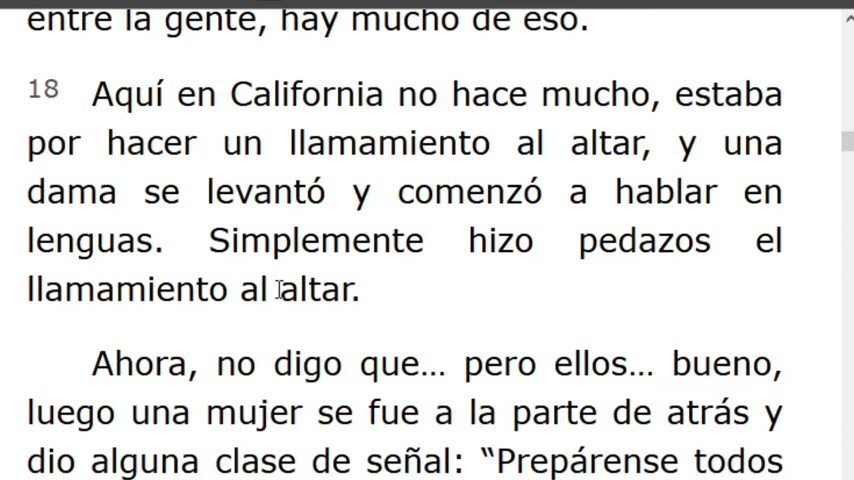 entre la gente, hay mucho de eso.
18 Aquí en California no hace mucho, estaba
por hacer un llamamiento al altar, y una
dama se levantó y comenzó a hablar en
lenguas. Simplemente hizo pedazos el
llamamiento al altar.
Ahora, no digo que… pero ellos… bueno,
luego una mujer se fue a la parte de atrás y
dio alguna clase de señal: “Prepárense todos